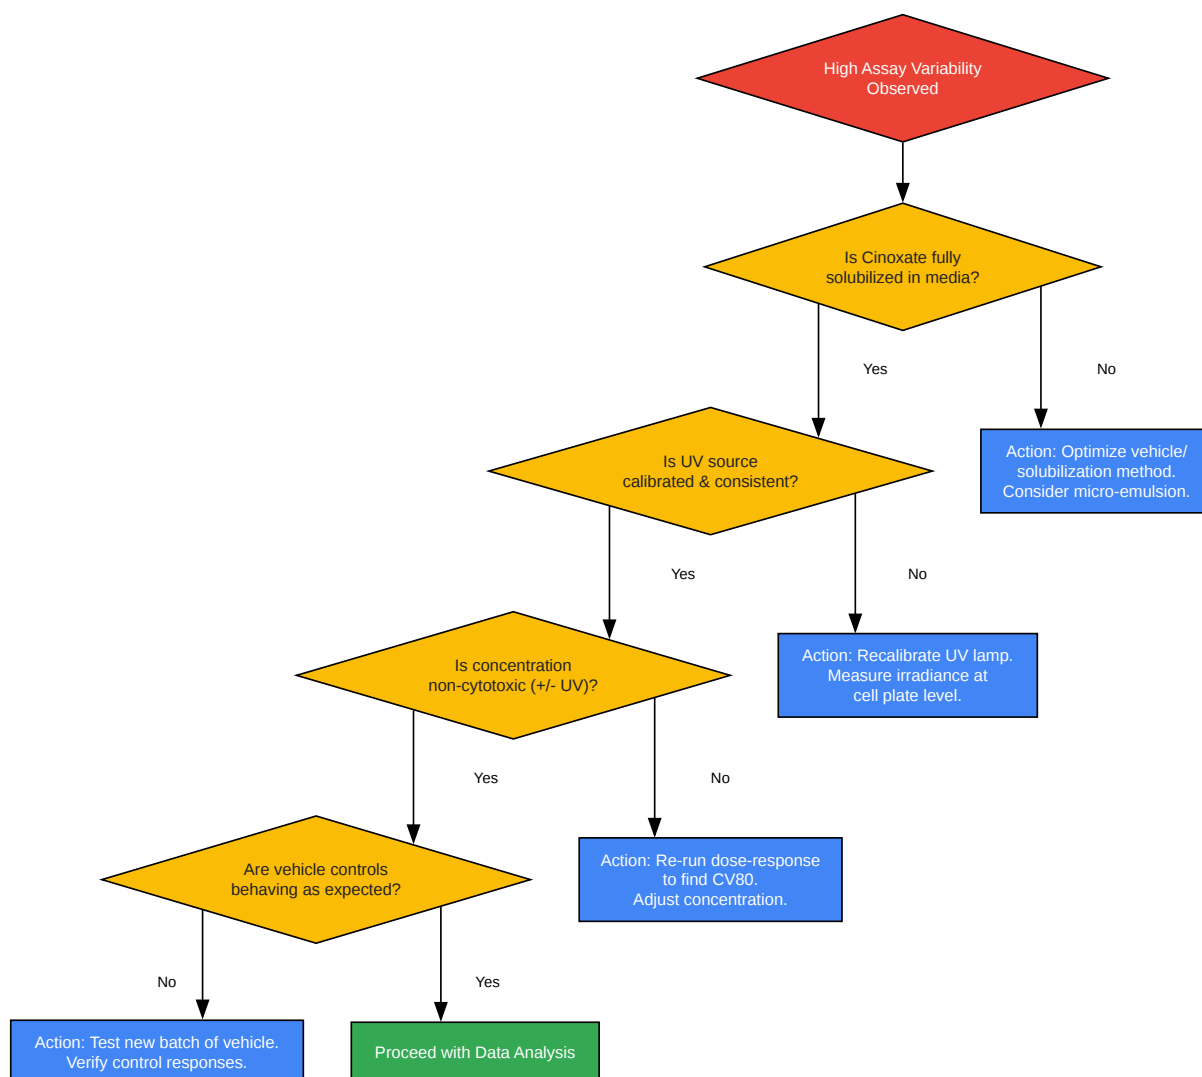 High Assay Variability
Observed
Is Cinoxate fully
solubilized in media?
Yes
No
Action: Optimize vehicle/
solubilization method.
Consider micro-emulsion.
Is UV source
calibrated & consistent?
Yes
No
Action: Recalibrate UV lamp.
Measure irradiance at
cell plate level.
Is concentration
non-cytotoxic (+/- UV)?
Yes
No
Action: Re-run dose-response
to find CV80.
Adjust concentration.
Are vehicle controls
behaving as expected?
No
Yes
Action: Test new batch of vehicle.
Verify control responses.
Proceed with Data Analysis